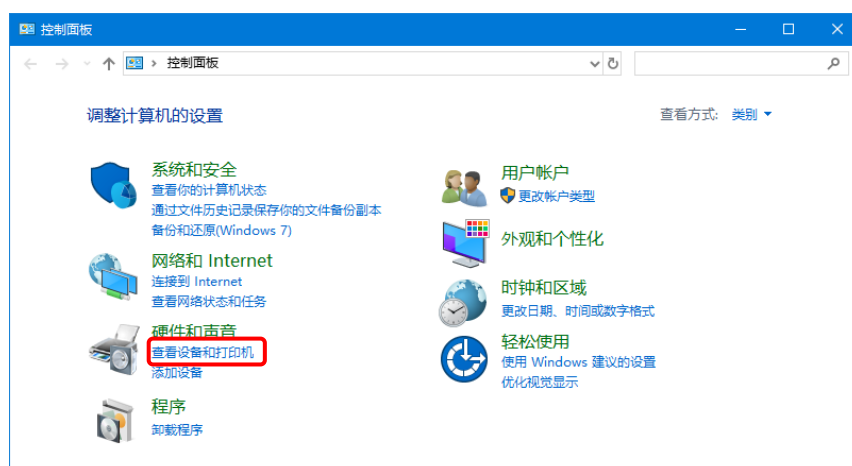 控制面板
控制面板
调整计算机的设置
查看方式: 类别
系统和安全
查看你的计算机状态
通过文件历史记录保存你的文件备份副本
备份和还原(Windows 7)
网络和 Internet
连接到 Internet
查看网络状态和任务
硬件和声音
查看设备和打印机
添加设备
程序
卸载程序
用户帐户
更改帐户类型
外观和个性化
时钟和区域
更改日期、时间或数字格式
轻松使用
使用 Windows 建议的设置
优化视觉显示